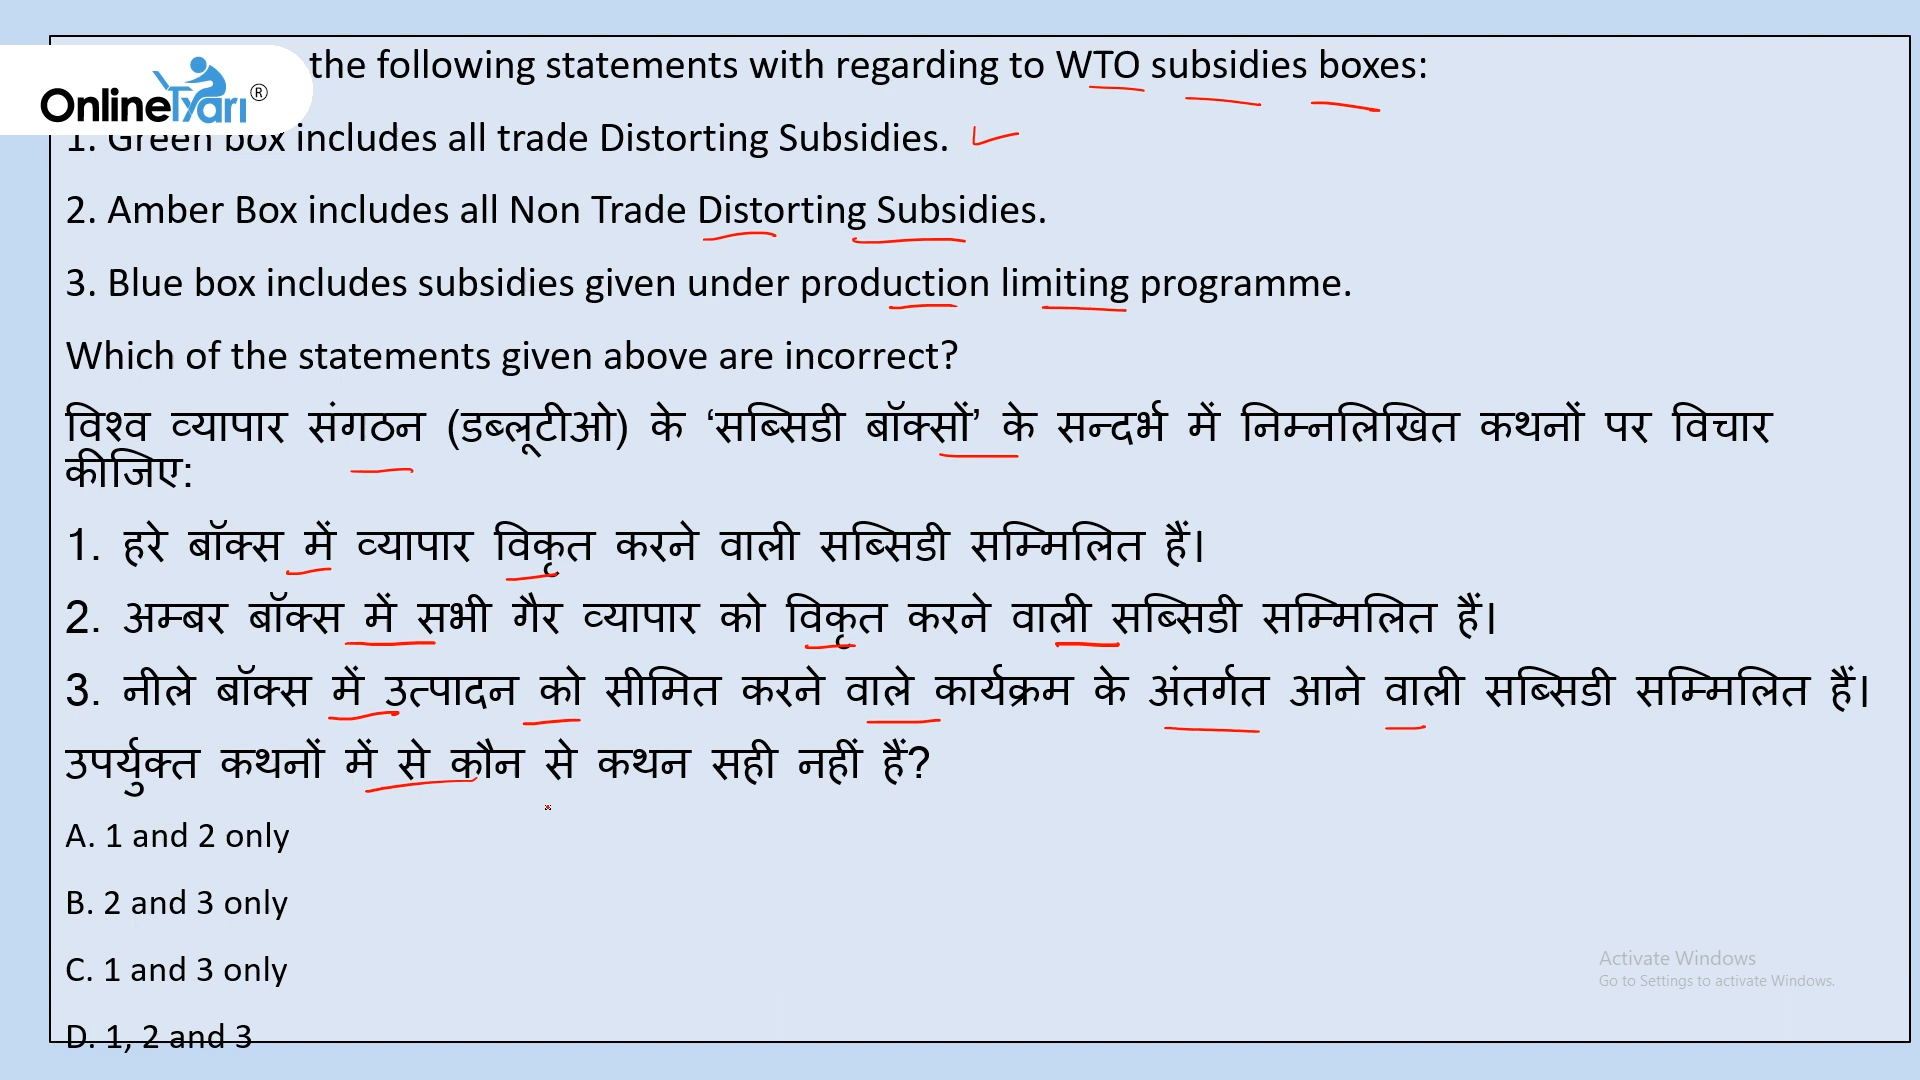 OnlineTyari®
the following statements with regarding to WTO subsidies boxes:
1. Green box includes all trade Distorting Subsidies.
2. Amber Box includes all Non Trade Distorting Subsidies.
3. Blue box includes subsidies given under production limiting programme.
Which of the statements given above are incorrect?
विश्व व्यापार संगठन (डब्लूटीओ) के ‘सब्सिडी बॉक्सों’ के सन्दर्भ में निम्नलिखित कथनों पर विचार
कीजिए:
1. हरे बॉक्स में व्यापार विकृत करने वाली सब्सिडी सम्मिलित हैं।
2. अम्बर बॉक्स में सभी गैर व्यापार को विकृत करने वाली सब्सिडी सम्मिलित हैं।
3. नीले बॉक्स में उत्पादन को सीमित करने वाले कार्यक्रम के अंतर्गत आने वाली सब्सिडी सम्मिलित हैं।
उपर्युक्त कथनों में से कौन से कथन सही नहीं हैं?
A. 1 and 2 only
B. 2 and 3 only
C. 1 and 3 only
D. 1, 2 and 3
Activate Windows
Go to Settings to activate Windows.